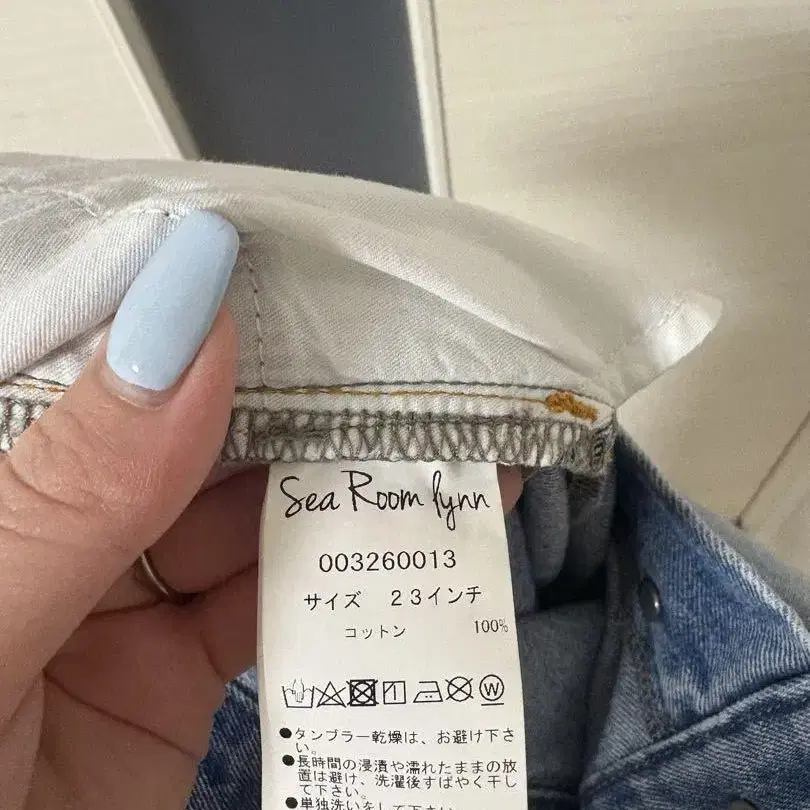 Sea Room lynn
003260013
サイズ 23インチ
コットン 100%
W
●タンブラー乾燥は、お避け下さ
い。
●長時間の浸漬や濡れたままの放
置は避け、洗濯後すばやく干し
て下さい。
●単独洗いをして下さい